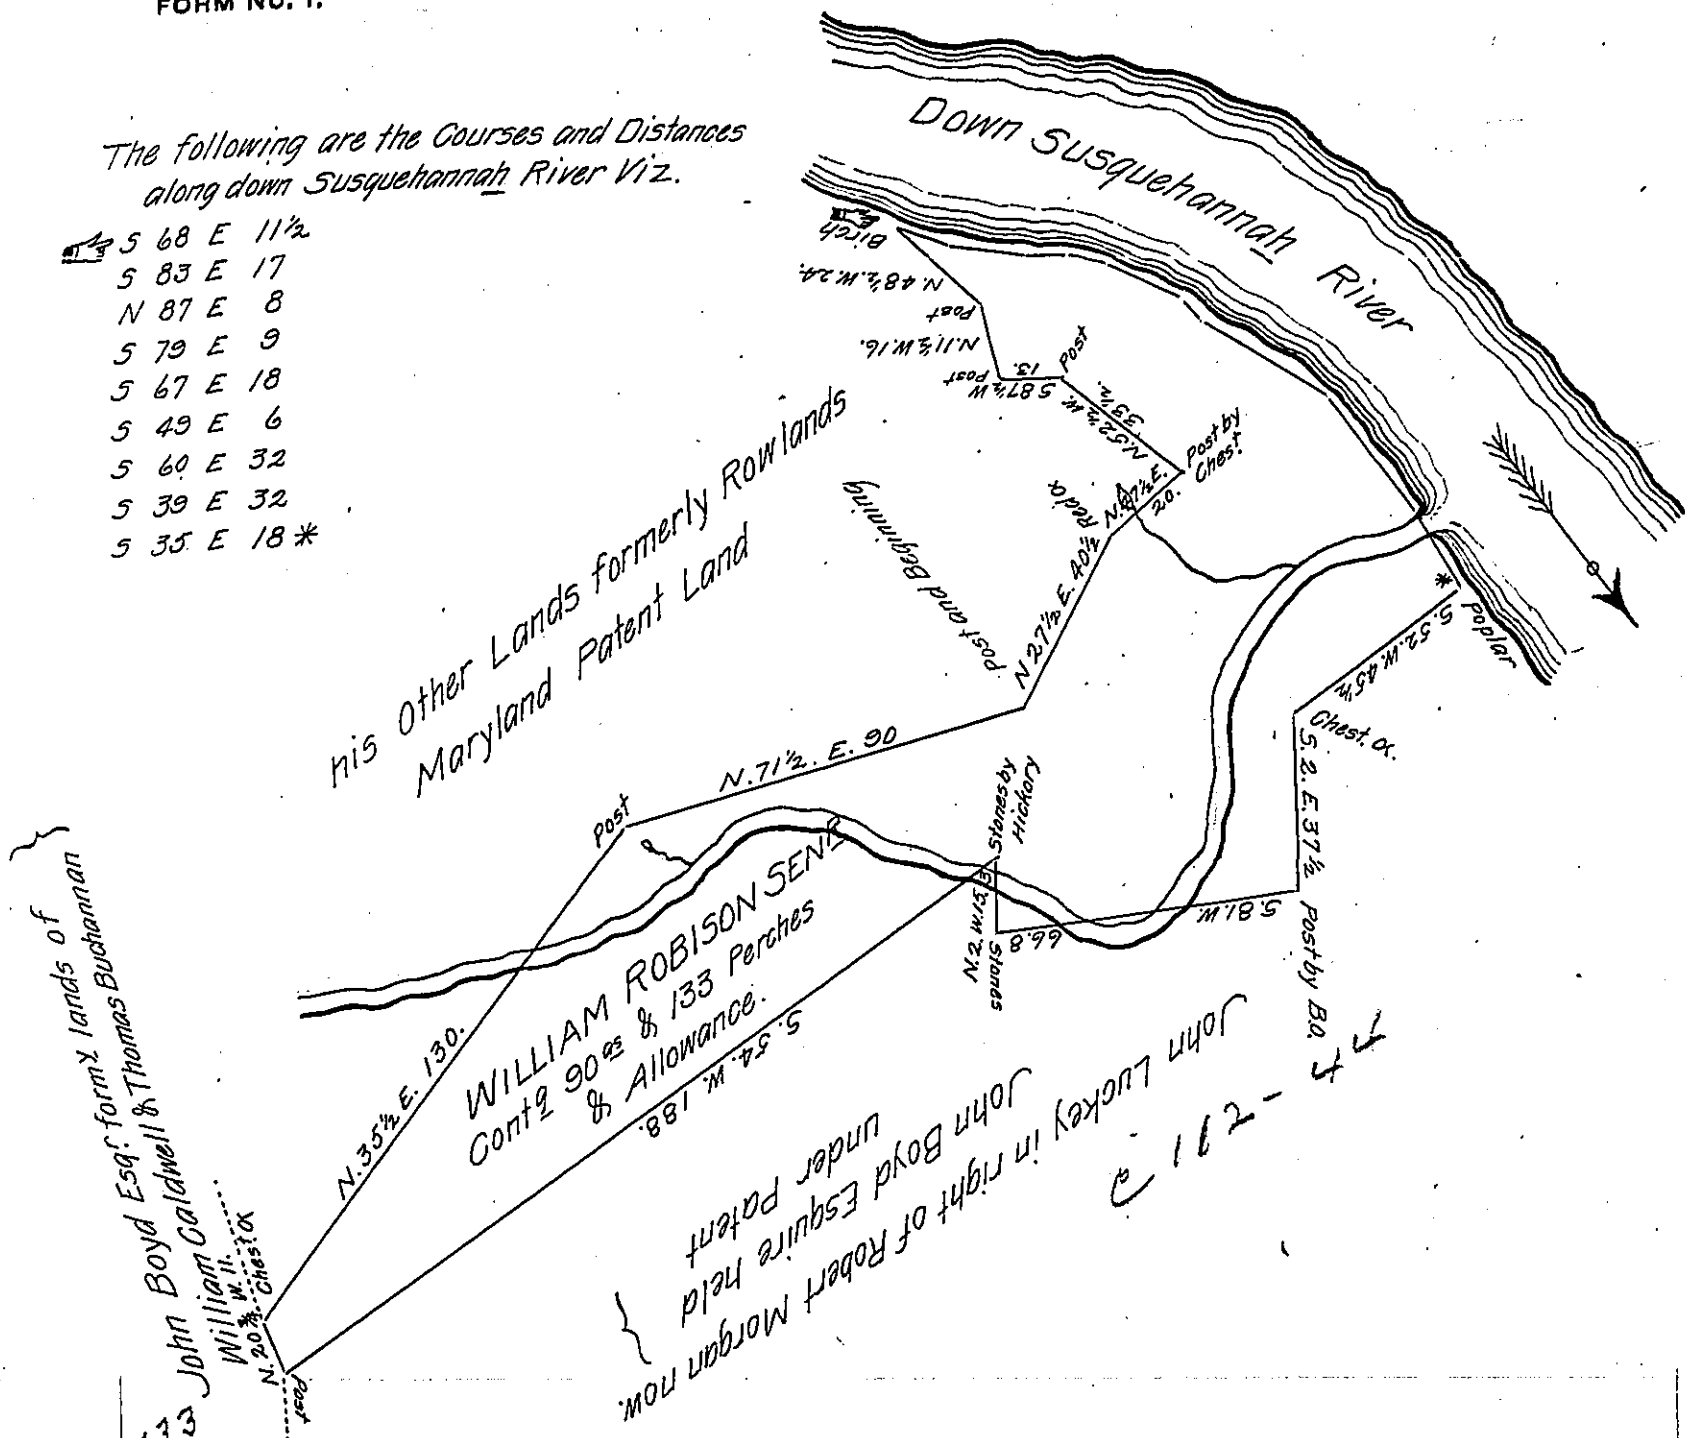 FORM NO. 1.
The following are the Courses and Distances
along down Susquehannah River Viz.
S 68 E 11½
S 83 E 17
N 87 E 8
S 79 E 9
S 67 E 18
S 49 E 6
S 60 E 32
S 39 E 32
S 35 E 18 *
Down Susquehannah River
Birch
N. 48½. W. 24.
Post
N. 11½ W. 16.
Post
S 87½ W
13.
Post
N. 52½ W.
33½.
Post by
Chest
N. 47½ E.
20.
Red o
N 27½ E. 40½
Post and Beginning
his Other Lands formerly Rowlands
Maryland Patent Land
N. 71½. E. 90
Post
Stones by
Hickory
N. 2. W. 15.
Stones
66.8
S. 81. W.
Post by B.O.
S. 2. E. 37½
Chest. o.
S. 52. W. 45½
Poplar
*
WILLIAM ROBISON SENR
Contg 90 as & 133 Perches
& Allowance.
N. 35½ E. 130.
S. 54. W. 188.
John Boyd Esqr. formy lands of
William Caldwell & Thomas Buchannan
N. 20 W. 11.
Chest. o
Post
John Luckey in right of Robert Morgan now.
John Boyd Esquire held
under Patent
33